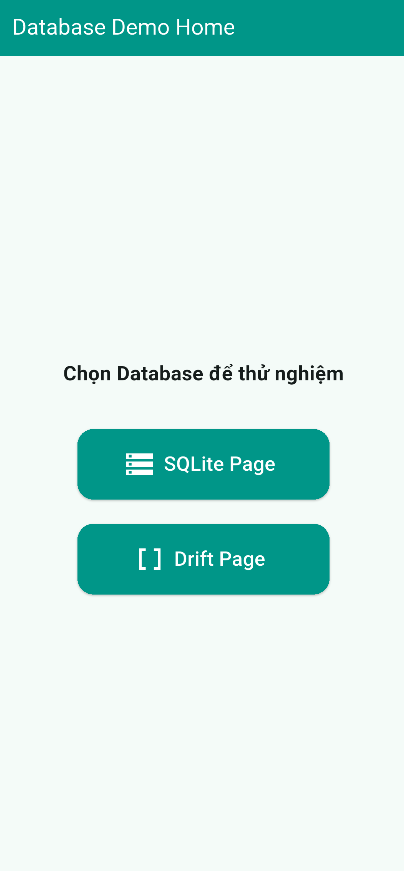 Database Demo Home
Chọn Database để thử nghiệm
SQLite Page
Drift Page